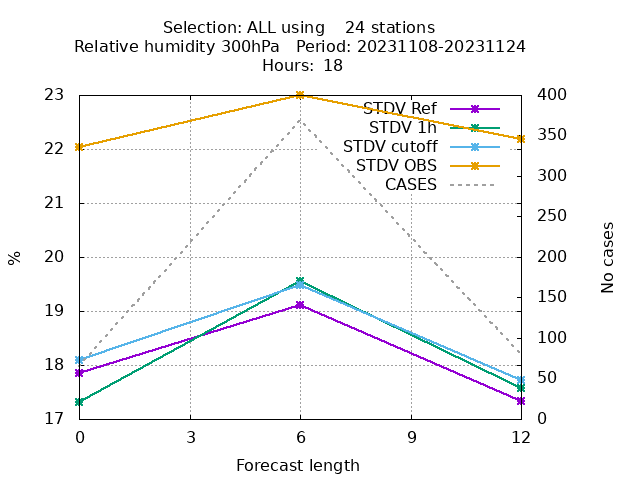 Selection: ALL using    24 stations
Relative humidity 300hPa   Period: 20231108-20231124
Hours: 18
STDV Ref
STDV 1h
STDV cutoff
STDV OBS
CASES
23
22
21
20
19
18
17
400
350
300
250
200
150
100
50
0
%
No cases
0 3 6 9 12
Forecast length